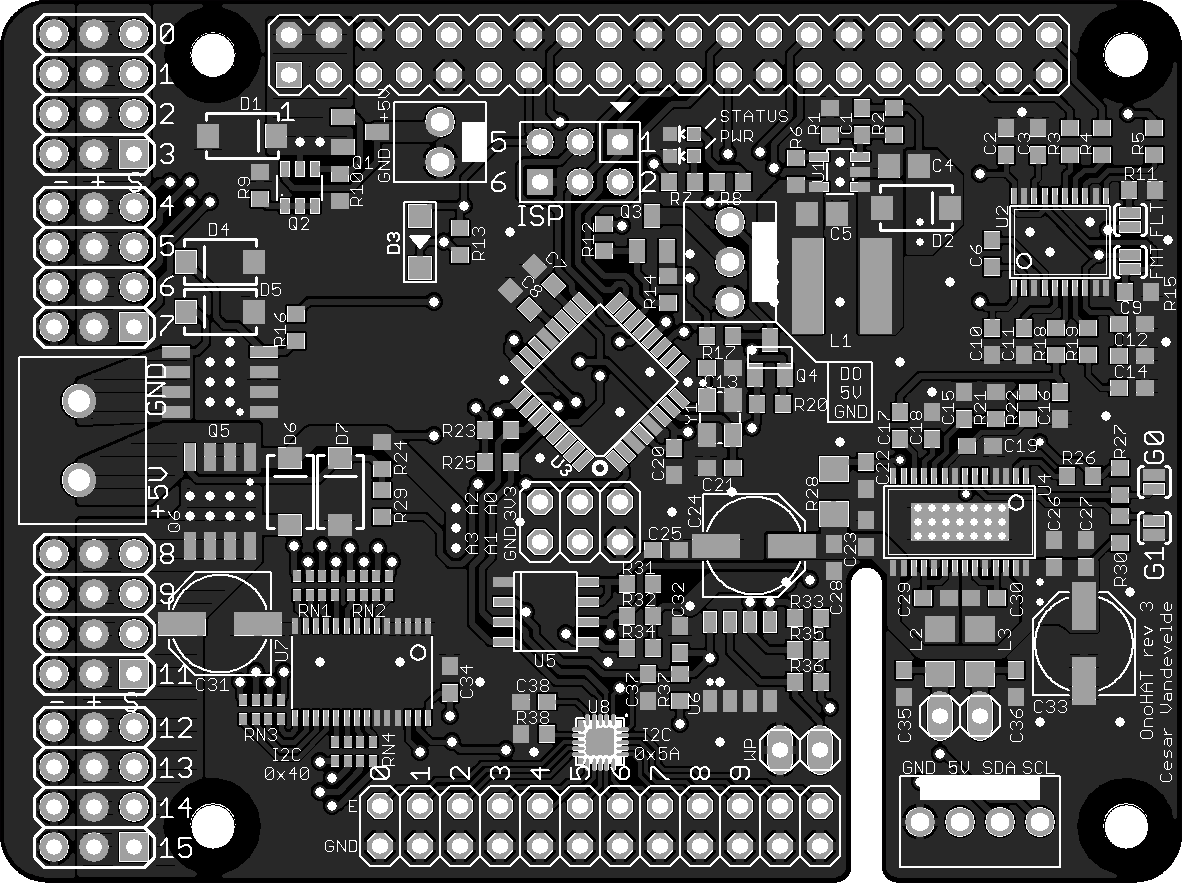 0
1
2
3
- + S
4
5
6
7
GND
+5V
8
9
11
- + S
12
13
14
15
D1
1
+5V
GND
Q1
R9
R10
Q2
D4
D5
R16
D3
R13
5
6
ISP
1
2
STATUS
PWR
R7
R8
Q3
R12
R14
R6
R1
C1
R2
U1
C4
D2
C5
L1
C2
C3
R3
R4
R5
R11
U2
C6
FLT
FMT
R15
C9
C10
C11
R18
R19
C12
C14
C8
R17
C13
Q4
R20
DO
5V
GND
Y1
U3
R23
R25
C20
C21
C24
R28
C22
C17
C18
C15
R21
R22
C16
C19
R26
R27
G0
G1
U4
C26
C27
R30
Q5
Q6
D6
D7
R24
R29
A2 A0
A3 A1
GND
3V3
C25
C23
C28
C29
C30
L2
L3
R31
R32
R34
C32
R33
R35
R36
U5
C37
R37
U6
RN1
RN2
U7
C31
RN3
I2C
0x40
RN4
C34
C38
R38
U8
I2C
0x5A
WP
C35
C36
C33
OnoHAT rev 3
Cesar Vandevelde
GND 5V SDA SCL
0 1 2 3 4 5 6 7 8 9
E
GND